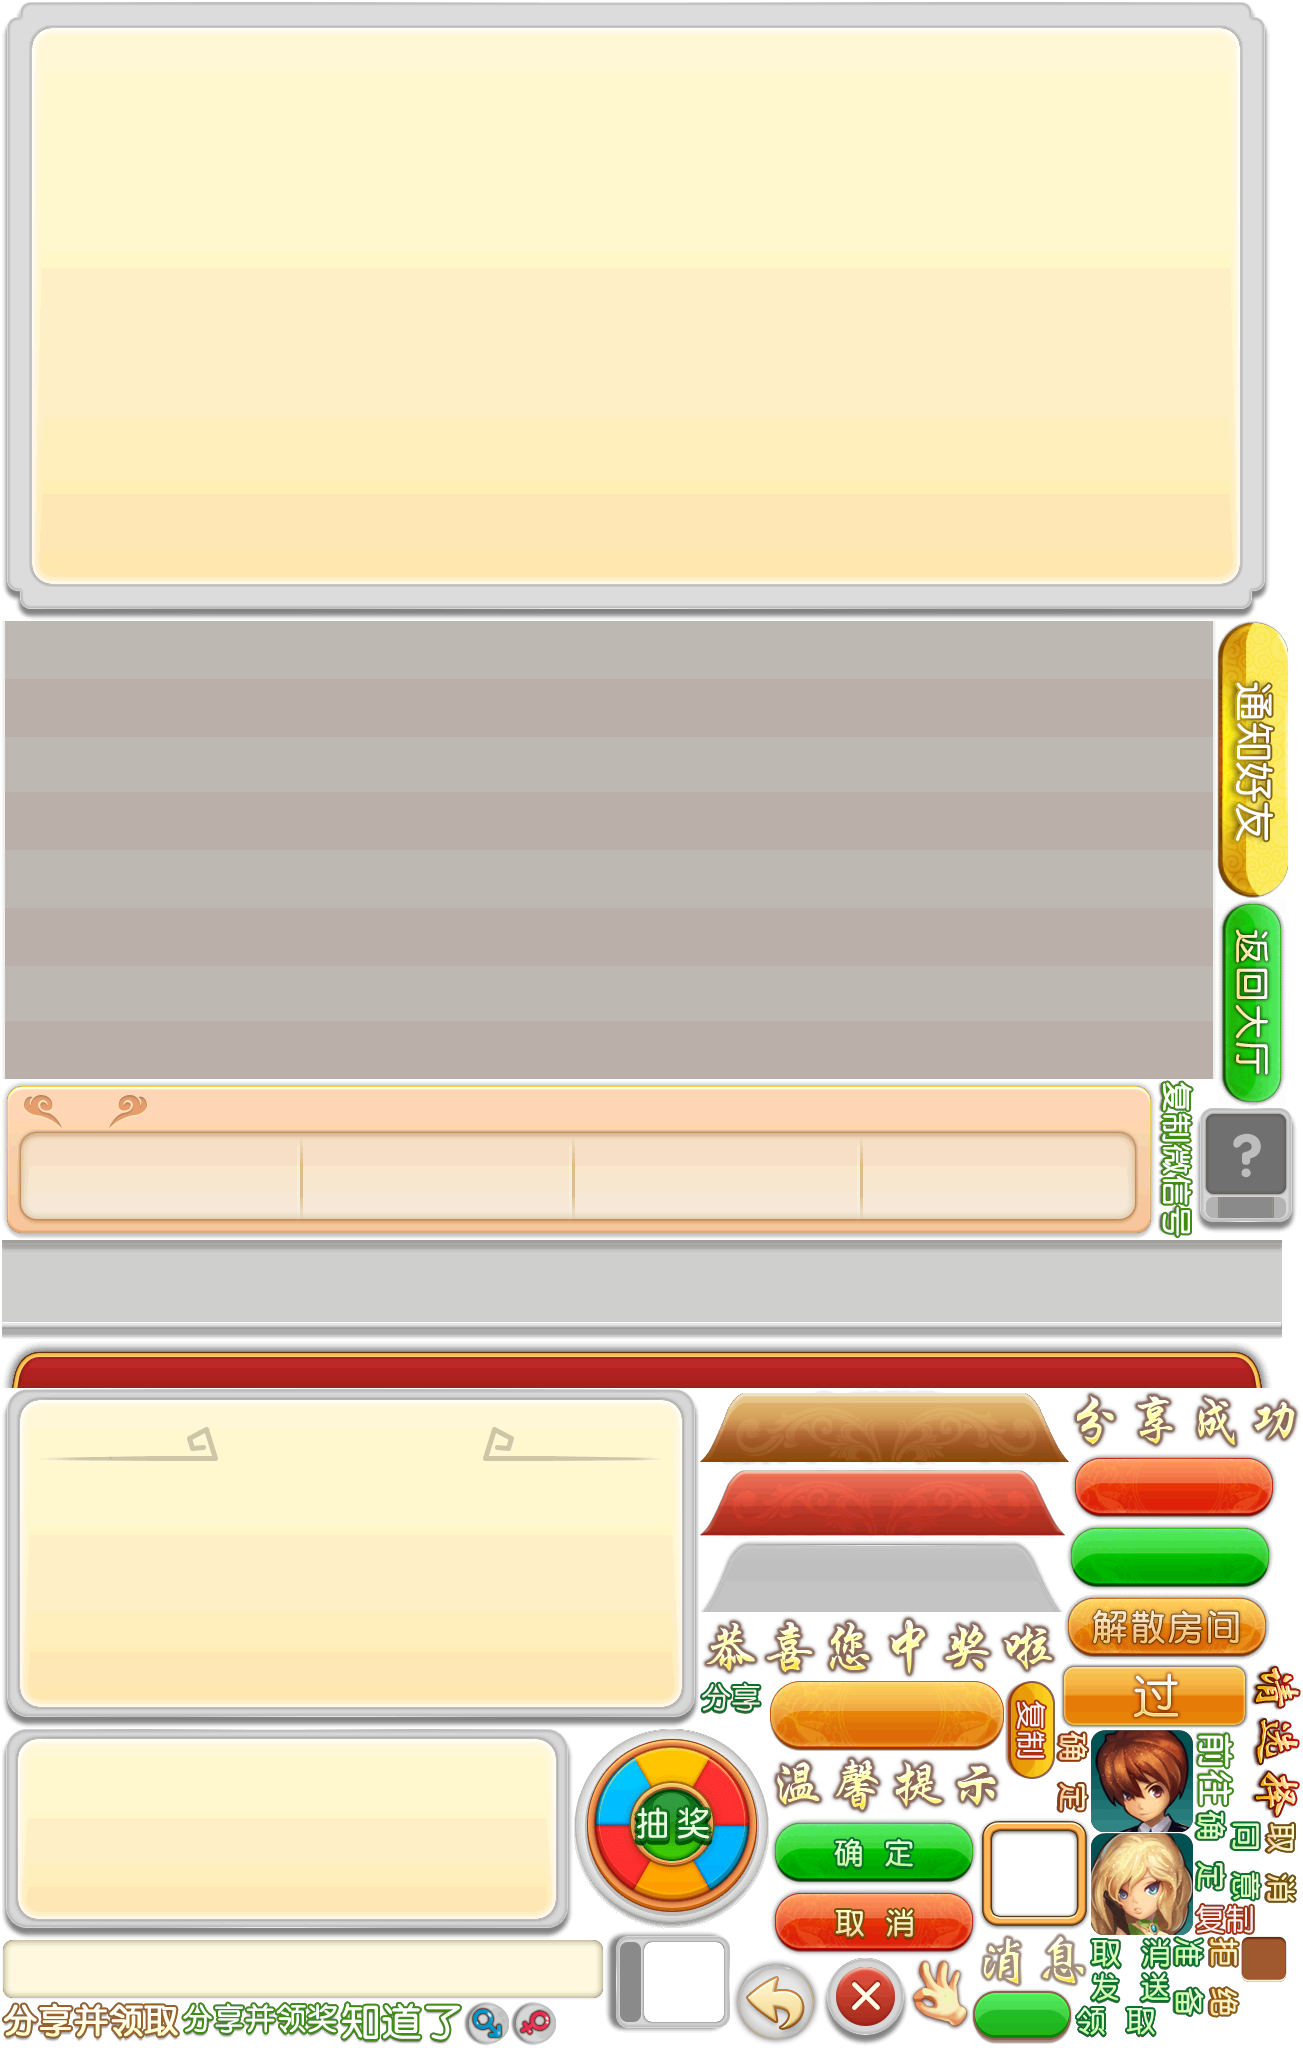 通知好友
返回大厅
复制微信号
?
分享成功
解散房间
恭喜您中奖啦
分享
复制
过
请选择
温馨提示
确定
前往
抽奖
确定
确定
同意
取消
取消
复制
消息
取消
准备
拒绝
发送
领取
分享并领取
分享并领奖
知道了